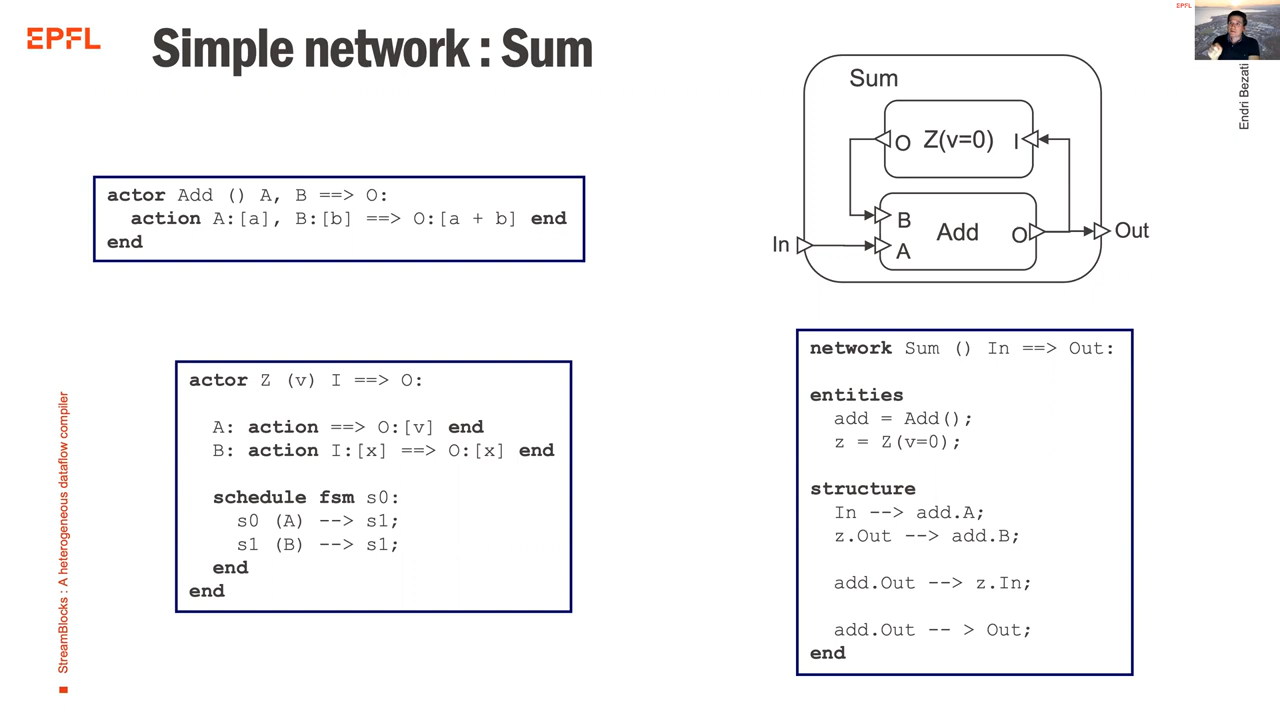 EPFL
Simple network : Sum
EPFL
Endri Bezati
actor Add () A, B ==> O:
action A:[a], B:[b] ==> O:[a + b] end
end
actor Z (v) I ==> O:
A: action ==> O:[v] end
B: action I:[x] ==> O:[x] end
schedule fsm s0:
s0 (A) --> s1;
s1 (B) --> s1;
end
end
Sum
O Z(v=0) I
B
Add O
A
In
Out
network Sum () In ==> Out:
entities
add = Add();
z = Z(v=0);
structure
In --> add.A;
z.Out --> add.B;
add.Out --> z.In;
add.Out -- > Out;
end
StreamBlocks : A heterogeneous dataflow compiler